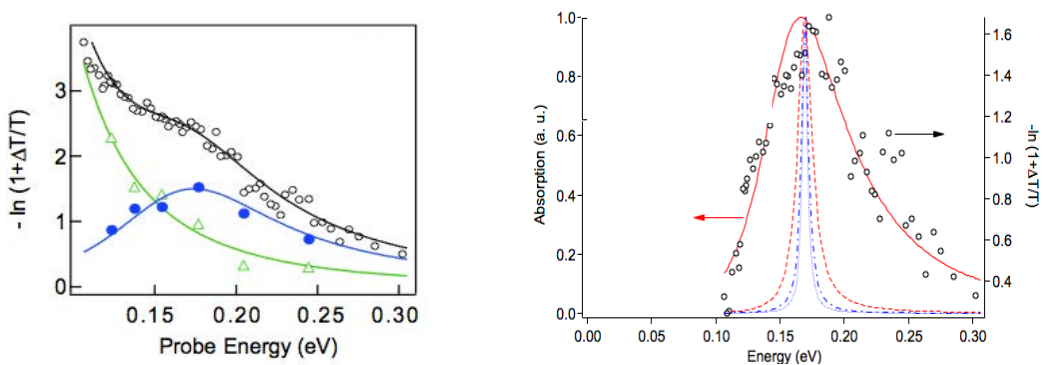 - ln (1+ΔT/T)
3
2
1
0
0.15 0.20 0.25 0.30
Probe Energy (eV)
Absorption (a. u.)
1.0
0.8
0.6
0.4
0.2
0.0
0.00 0.05 0.10 0.15 0.20 0.25 0.30
Energy (eV)
1.6
1.4
1.2
1.0
0.8
0.6
0.4
-ln (1+ΔT/T)